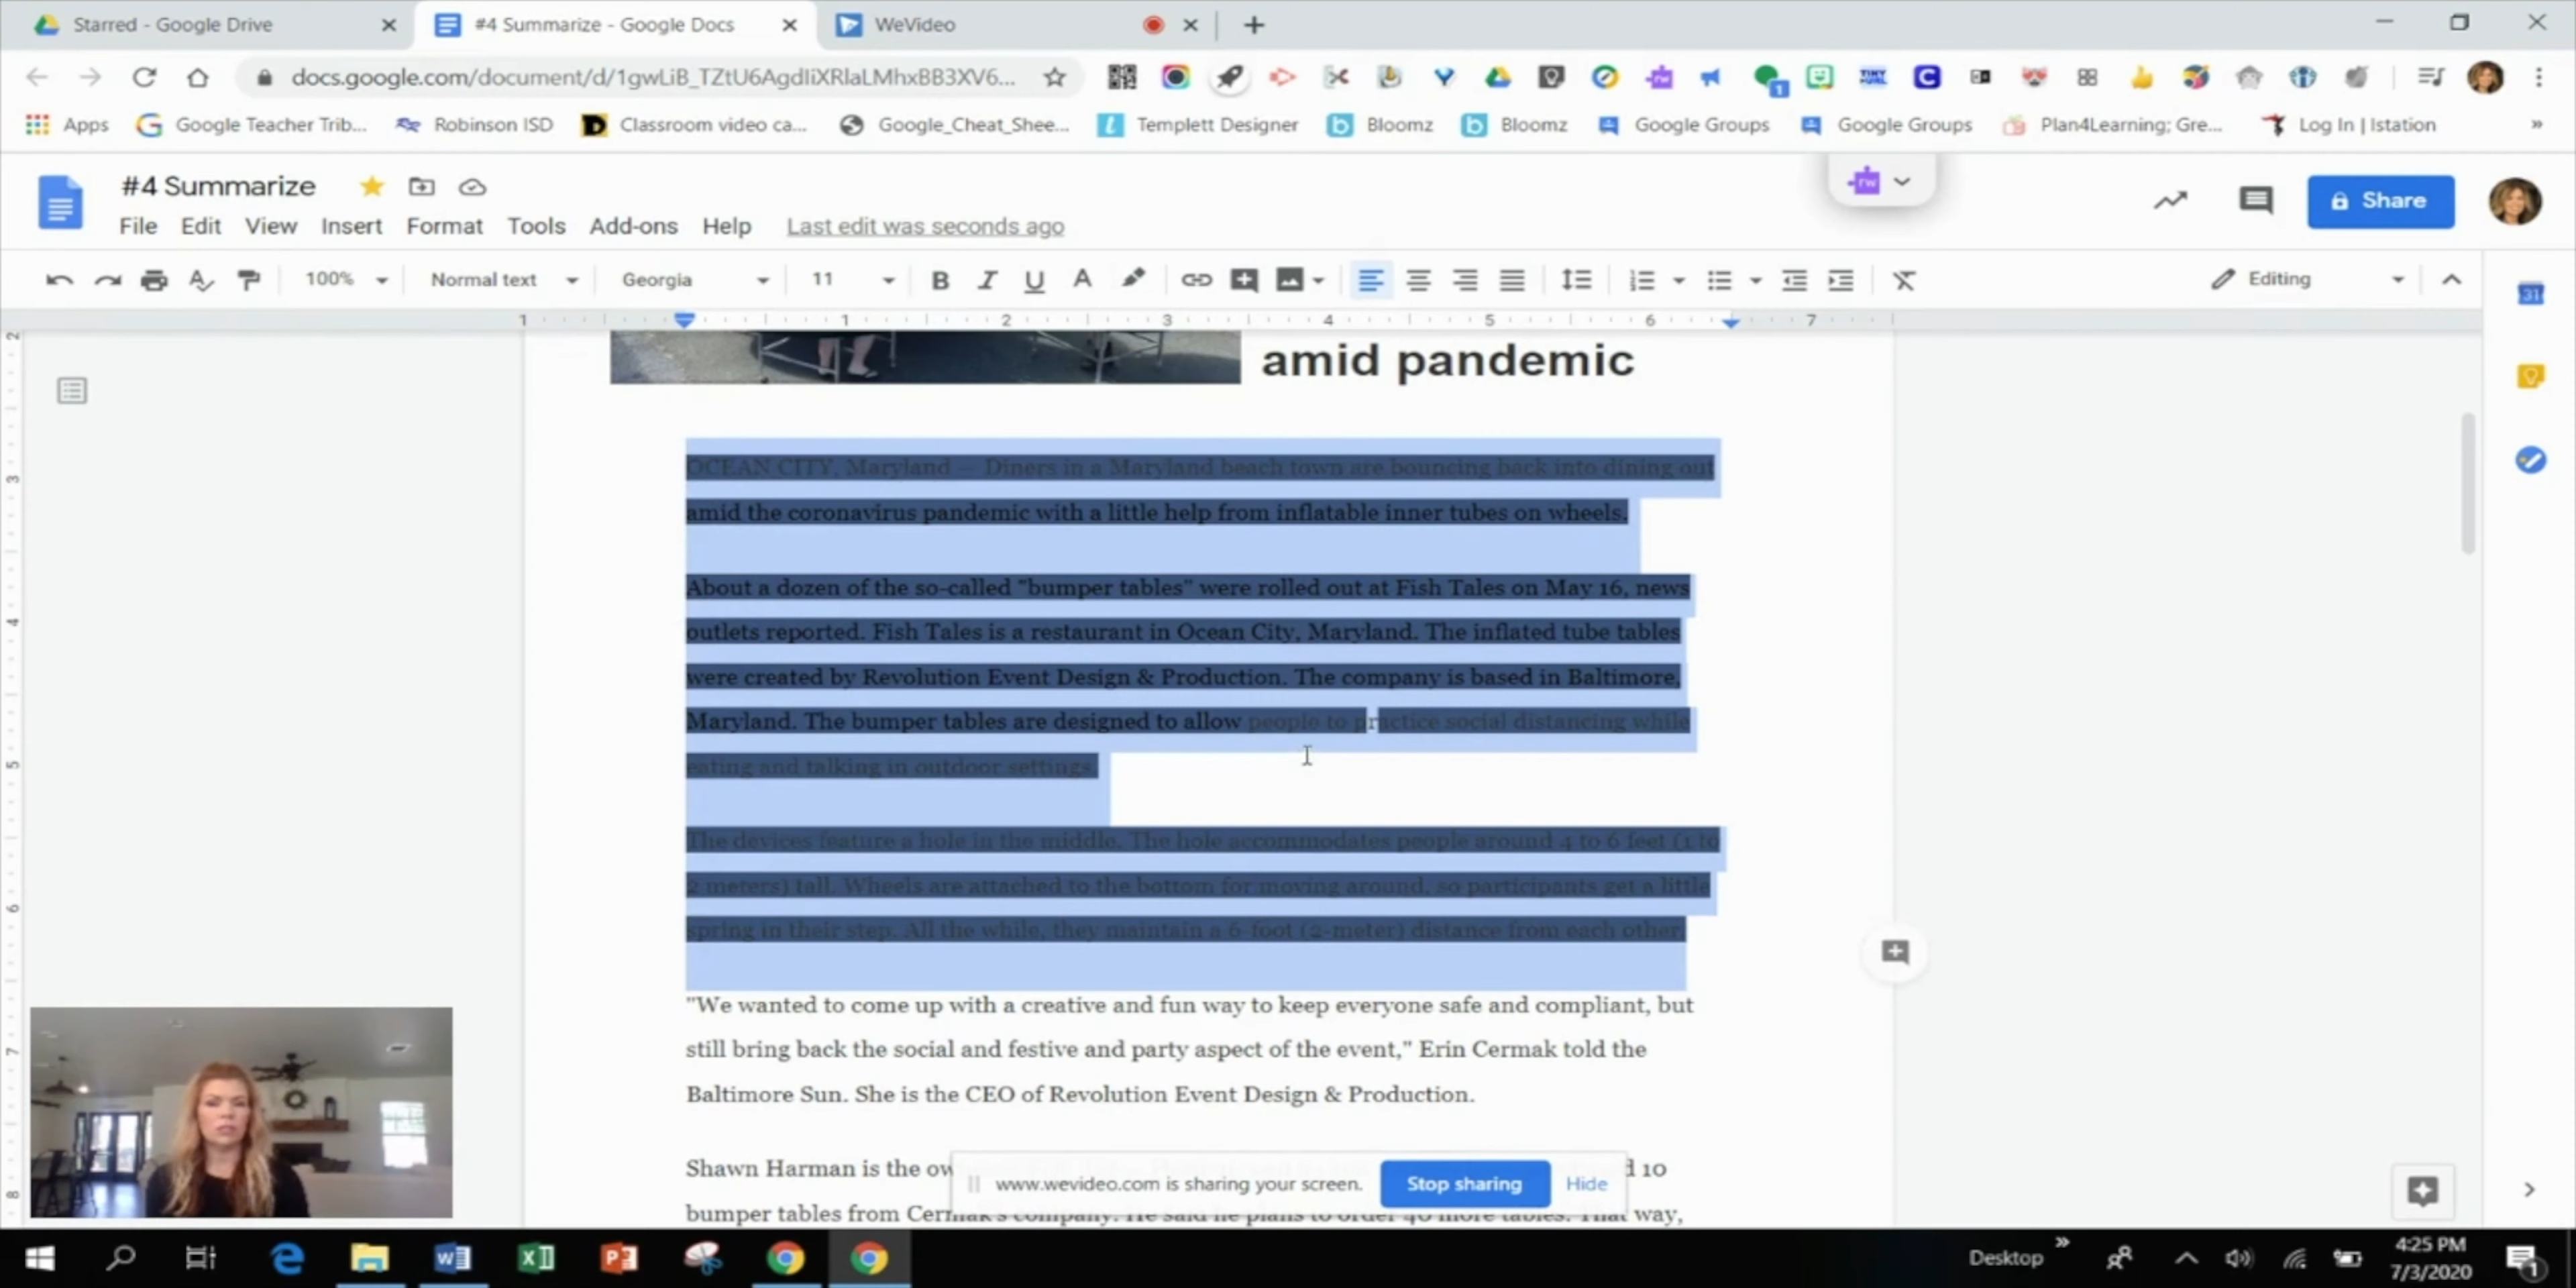 Starred - Google Drive
#4 Summarize - Google Docs
WeVideo
docs.google.com/document/d/1gwLiB_TZtU6AgdIiXRlaLMhxBB3XV6...
Apps Google Teacher Trib... Robinson ISD Classroom video ca... Google_Cheat_Shee... Templett Designer Bloomz Bloomz Google Groups Google Groups Plan4Learning; Gre... Log In | Istation »
#4 Summarize
rw
Share
File Edit View Insert Format Tools Add-ons Help Last edit was seconds ago
100% Normal text Georgia 11 B I U A Editing
1 1 2 3 4 5 6 7
amid pandemic
OCEAN CITY, Maryland — Diners in a Maryland beach town are bouncing back into dining out
amid the coronavirus pandemic with a little help from inflatable inner tubes on wheels.
About a dozen of the so-called "bumper tables" were rolled out at Fish Tales on May 16, news
outlets reported. Fish Tales is a restaurant in Ocean City, Maryland. The inflated tube tables
were created by Revolution Event Design & Production. The company is based in Baltimore,
Maryland. The bumper tables are designed to allow people to practice social distancing while
eating and talking in outdoor settings.
The devices feature a hole in the middle. The hole accommodates people around 4 to 6 feet (1 to
2 meters) tall. Wheels are attached to the bottom for moving around, so participants get a little
spring in their step. All the while, they maintain a 6-foot (2-meter) distance from each other.
"We wanted to come up with a creative and fun way to keep everyone safe and compliant, but
still bring back the social and festive and party aspect of the event," Erin Cermak told the
Baltimore Sun. She is the CEO of Revolution Event Design & Production.
Shawn Harman is the 10
www.wevideo.com is sharing your screen. Stop sharing Hide
bumper tables from Cermak's company. He said he plans to order 40 more tables. That way,
Desktop »
4:25 PM
7/3/2020